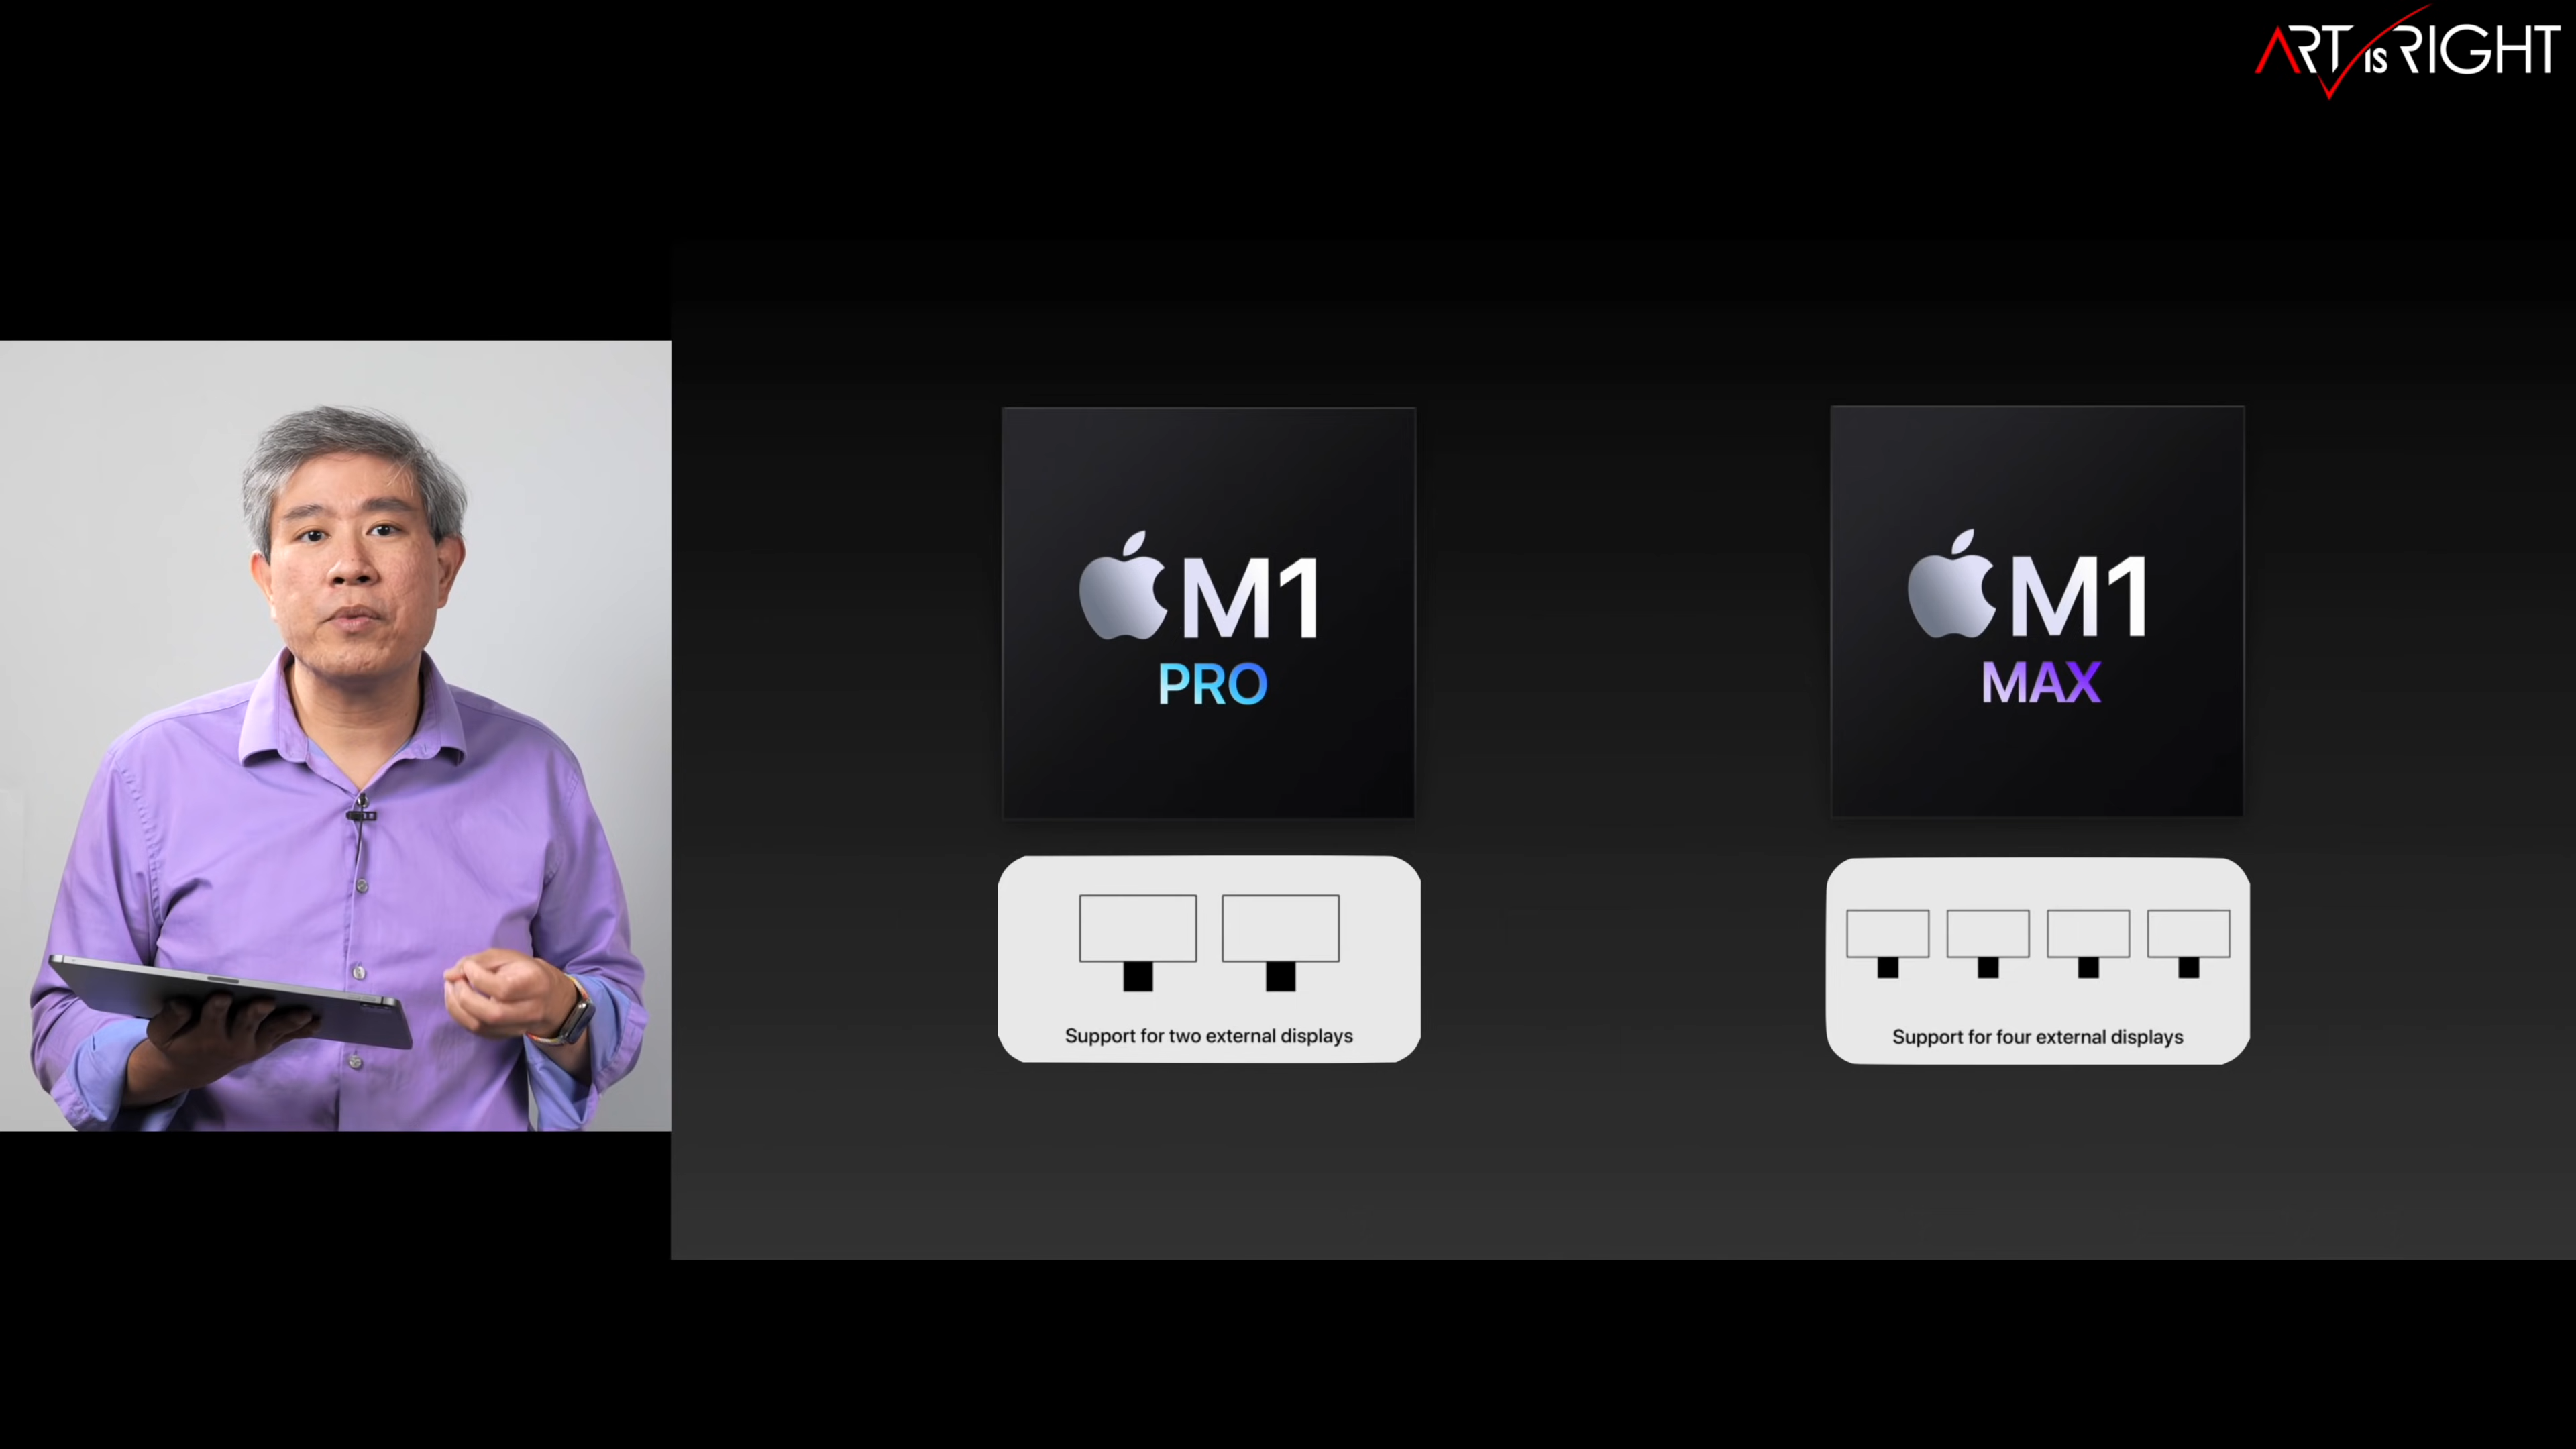 ART IS RIGHT
M1
PRO
M1
MAX
Support for two external displays
Support for four external displays